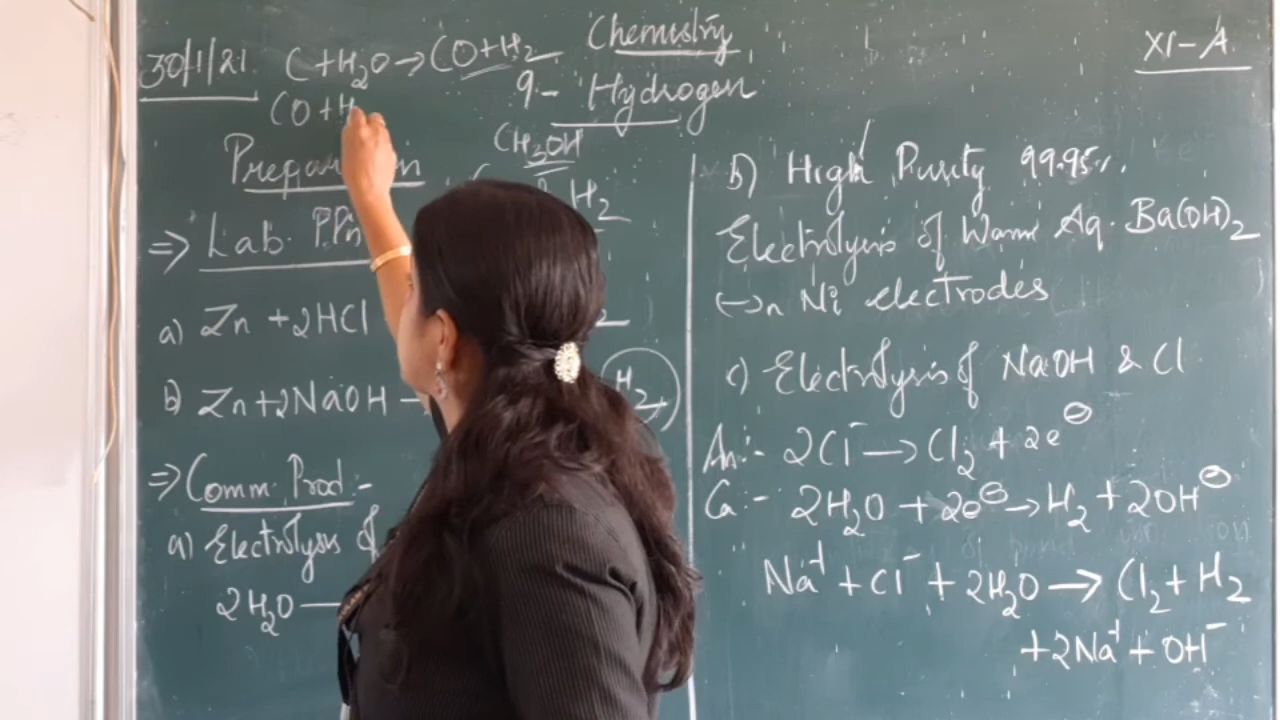 30/1/21
C + H₂O → CO + H₂
Chemistry
XI-A
CO + H
9- Hydrogen
CH₃OH
H₂
⇒ Lab. PPn
a) Zn + 2HCl
b) Zn + 2NaOH → H₂
⇒ Comm. Prod:-
a) Electrolysis of
2H₂O —
b) High Purity 99.95%.
Electrolysis of Warm Aq. Ba(OH)₂
Ni electrodes
c) Electrolysis of NaOH & Cl
An:- 2Cl⁻ → Cl₂ + 2e⊖
Ca:- 2H₂O + 2e⊖ → H₂ + 2OH⊖
Na⁺ + Cl⁻ + 2H₂O → Cl₂ + H₂
+ 2Na⁺ + OH⁻